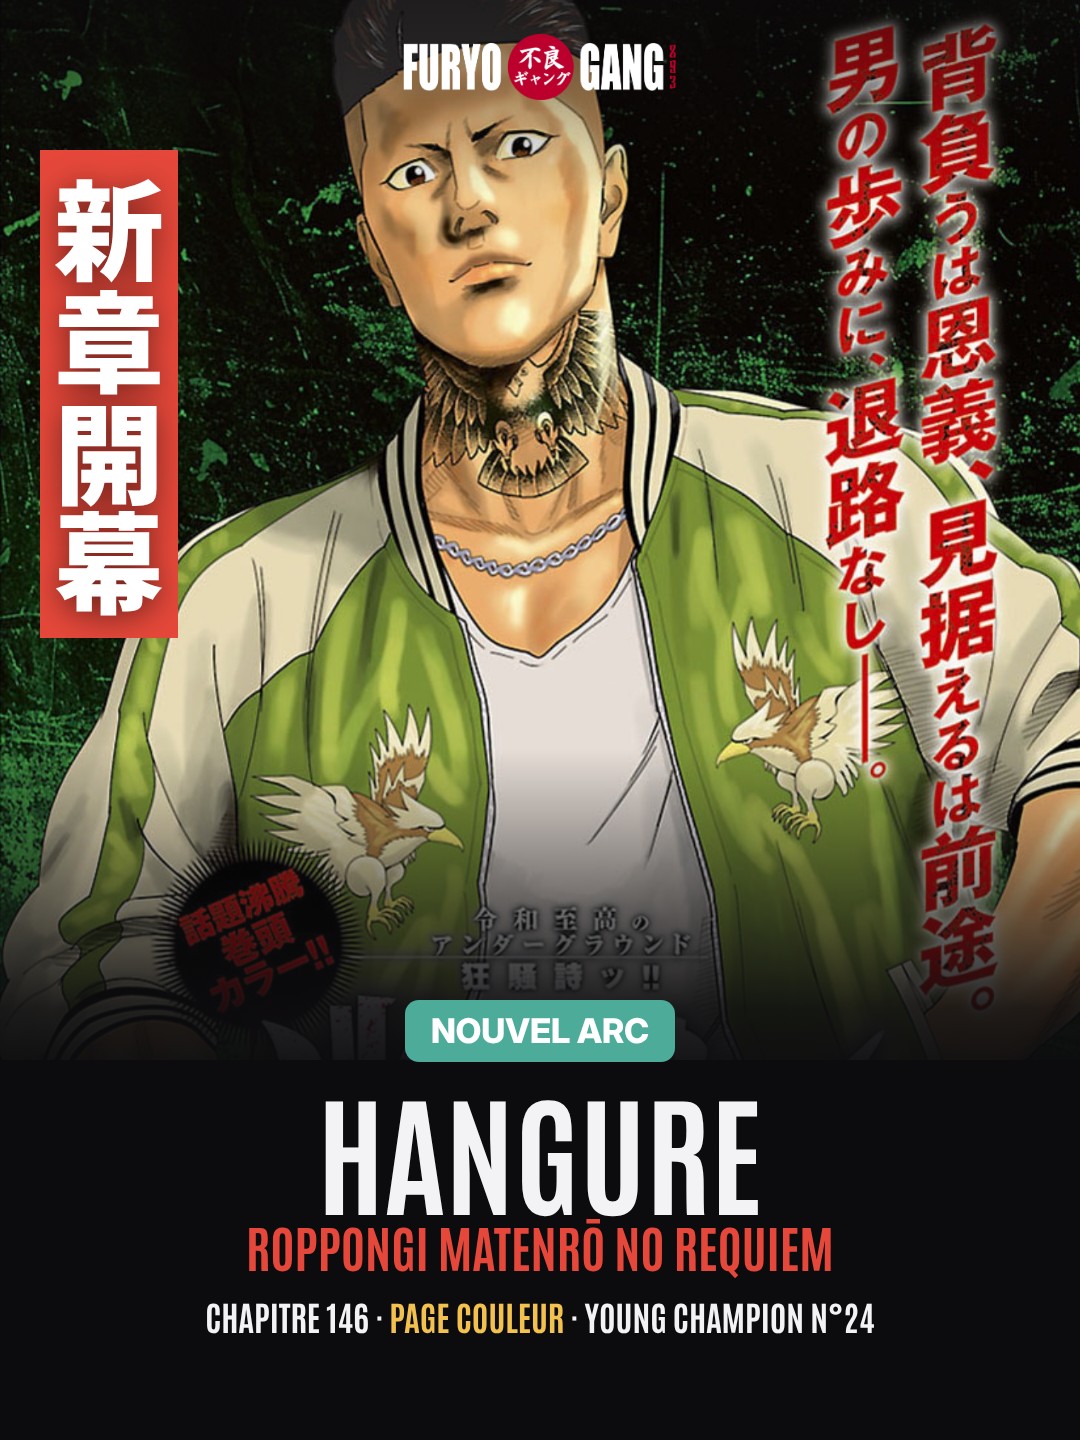 FURYO 不良 ギャング GANG 893
背負うは恩義、見据えるは前途。
男の歩みに、退路なし──。
新章開幕
話題沸騰
巻頭
カラー!!
令和至高の
アンダーグラウンド
狂騒詩ッ!!
NOUVEL ARC
HANGURE
ROPPONGI MATENRŌ NO REQUIEM
CHAPITRE 146 · PAGE COULEUR · YOUNG CHAMPION N°24